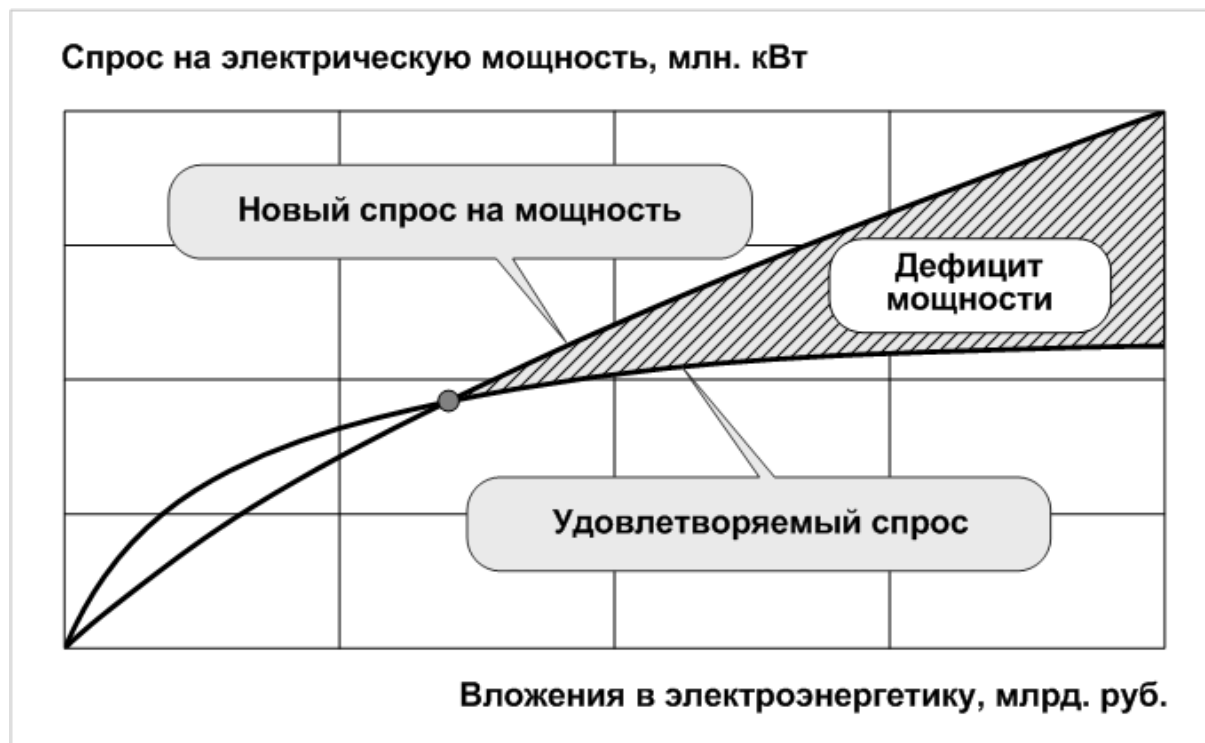 Спрос на электрическую мощность, млн. кВт
Новый спрос на мощность
Дефицит
мощности
Удовлетворяемый спрос
Вложения в электроэнергетику, млрд. руб.